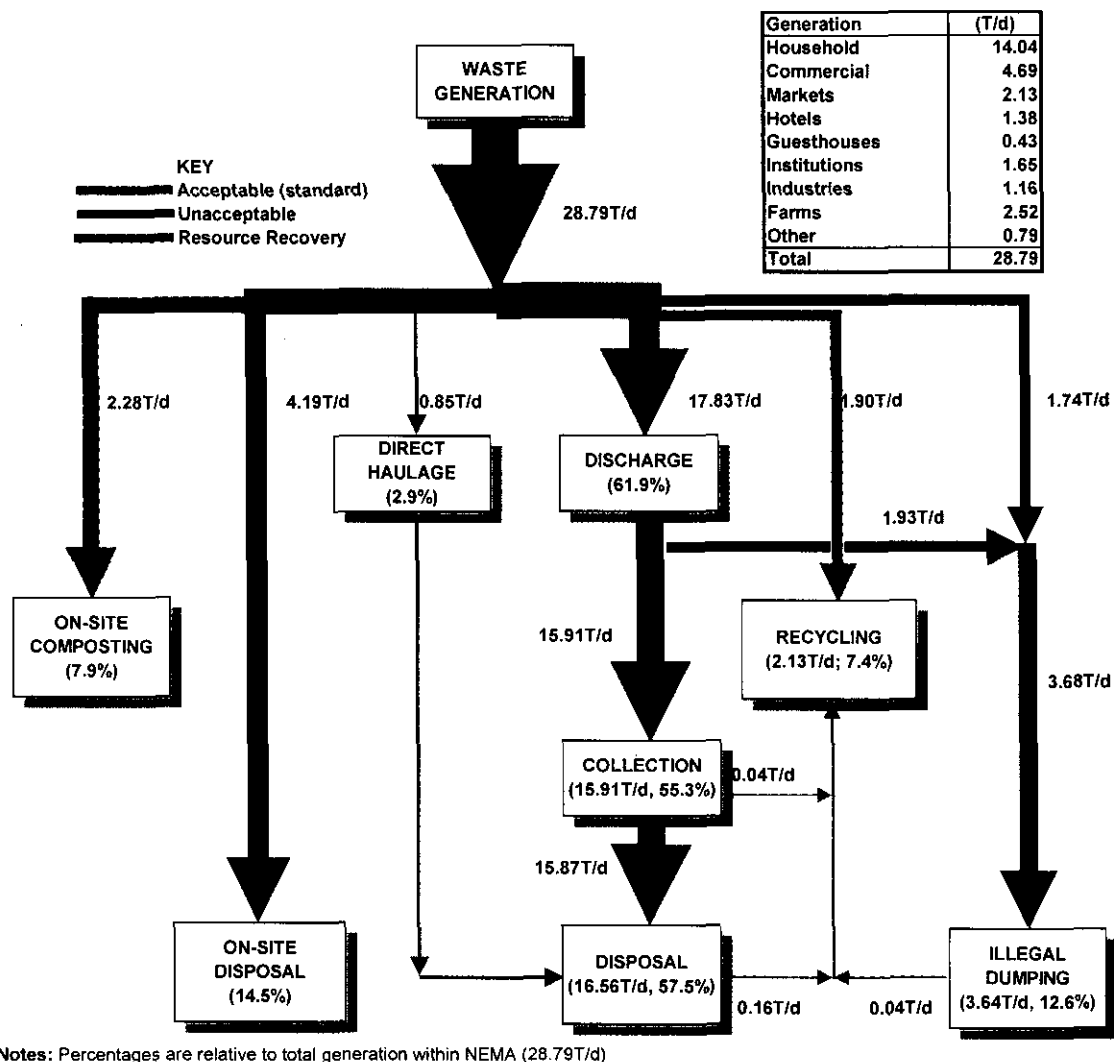 WASTE
GENERATION
Generation (T/d)
Household 14.04
Commercial 4.69
Markets 2.13
Hotels 1.38
Guesthouses 0.43
Institutions 1.65
Industries 1.16
Farms 2.52
Other 0.79
Total 28.79
KEY
Acceptable (standard)
Unacceptable
Resource Recovery
28.79T/d
2.28T/d
4.19T/d
0.85T/d
17.83T/d
1.90T/d
1.74T/d
DIRECT
HAULAGE
(2.9%)
DISCHARGE
(61.9%)
1.93T/d
ON-SITE
COMPOSTING
(7.9%)
15.91T/d
RECYCLING
(2.13T/d; 7.4%)
3.68T/d
COLLECTION
(15.91T/d, 55.3%)
0.04T/d
15.87T/d
ON-SITE
DISPOSAL
(14.5%)
DISPOSAL
(16.56T/d, 57.5%)
0.16T/d
0.04T/d
ILLEGAL
DUMPING
(3.64T/d, 12.6%)
Notes: Percentages are relative to total generation within NEMA (28.79T/d)